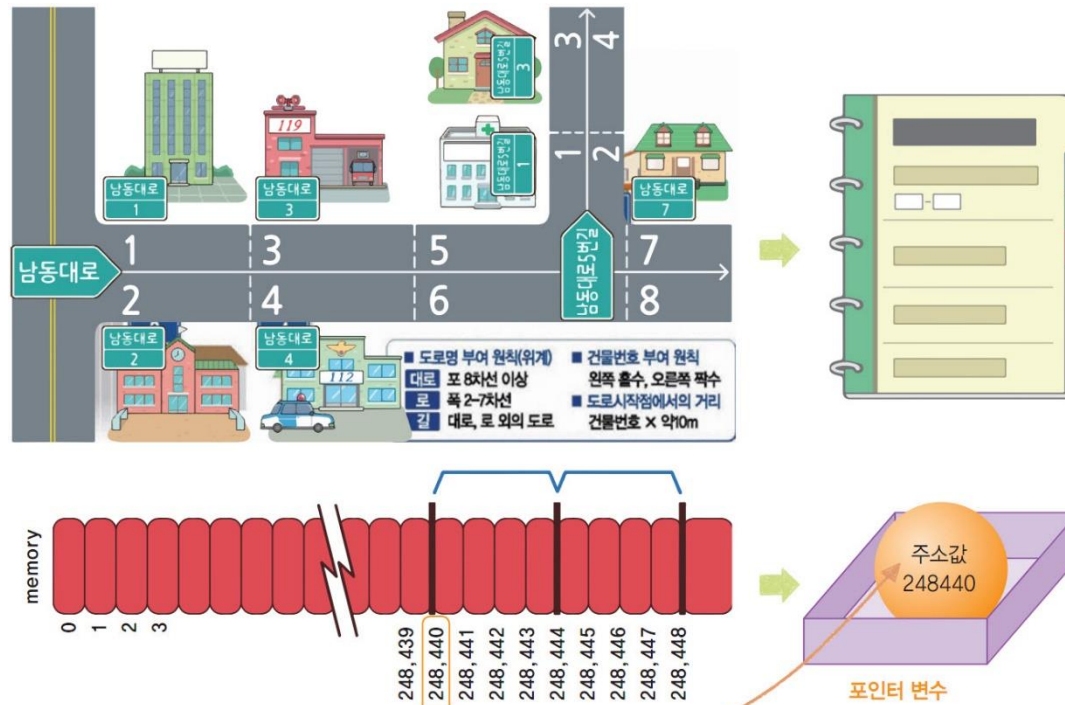 남동대로
1
119
남동대로
3
남동대로5번길
3
남동대로5번길
1
남동대로
7
3 4
1 2
남동대로
1 3 5 7
2 4 6 8
남동대로5번길
남동대로
2
남동대로
4
112
■ 도로명 부여 원칙(위계)
대로 포 8차선 이상
로 폭 2~7차선
길 대로, 로 외의 도로
■ 건물번호 부여 원칙
왼쪽 홀수, 오른쪽 짝수
■ 도로시작점에서의 거리
건물번호 × 약10m
memory
0
1
2
3
248,439
248,440
248,441
248,442
248,443
248,444
248,445
248,446
248,447
248,448
주소값
248440
포인터 변수